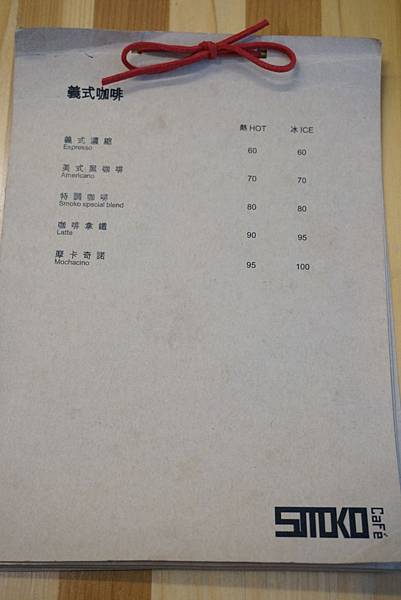 義式咖啡
熱 HOT 冰 ICE
義式濃縮 60 60
Espresso
美式黑咖啡 70 70
Americano
特調咖啡 80 80
Smoko special blend
咖啡拿鐵 90 95
Latte
摩卡奇諾 95 100
Mochacino
SMOKO Café